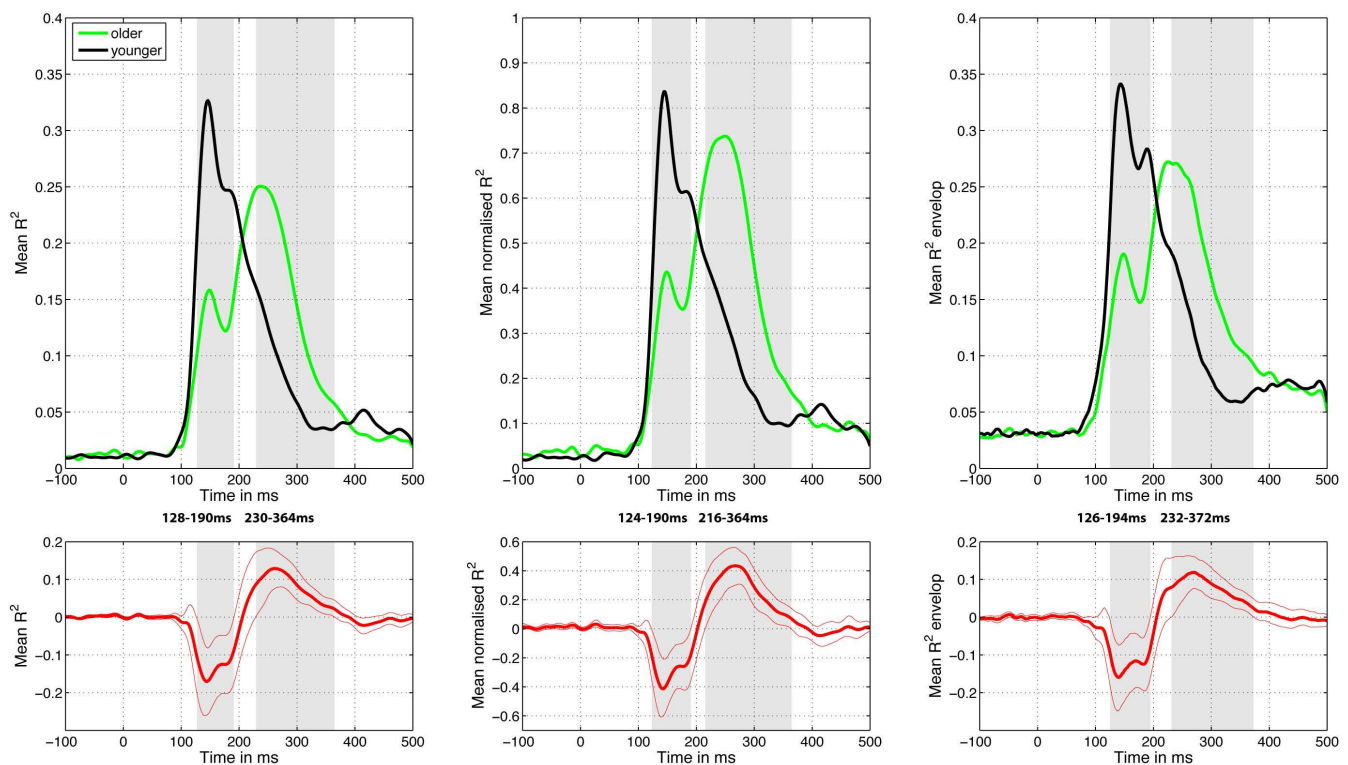 older
younger
Mean R²
0.4
0.35
0.3
0.25
0.2
0.15
0.1
0.05
0
−100 0 100 200 300 400 500
Time in ms
Mean normalised R²
1
0.9
0.8
0.7
0.6
0.5
0.4
0.3
0.2
0.1
0
−100 0 100 200 300 400 500
Time in ms
Mean R² envelop
0.4
0.35
0.3
0.25
0.2
0.15
0.1
0.05
0
−100 0 100 200 300 400 500
Time in ms
128-190ms 230-364ms
124-190ms 216-364ms
126-194ms 232-372ms
Mean R²
0.2
0.1
0
−0.1
−0.2
−100 0 100 200 300 400 500
Time in ms
Mean normalised R²
0.6
0.4
0.2
0
−0.2
−0.4
−0.6
−100 0 100 200 300 400 500
Time in ms
Mean R² envelop
0.2
0.1
0
−0.1
−0.2
−100 0 100 200 300 400 500
Time in ms